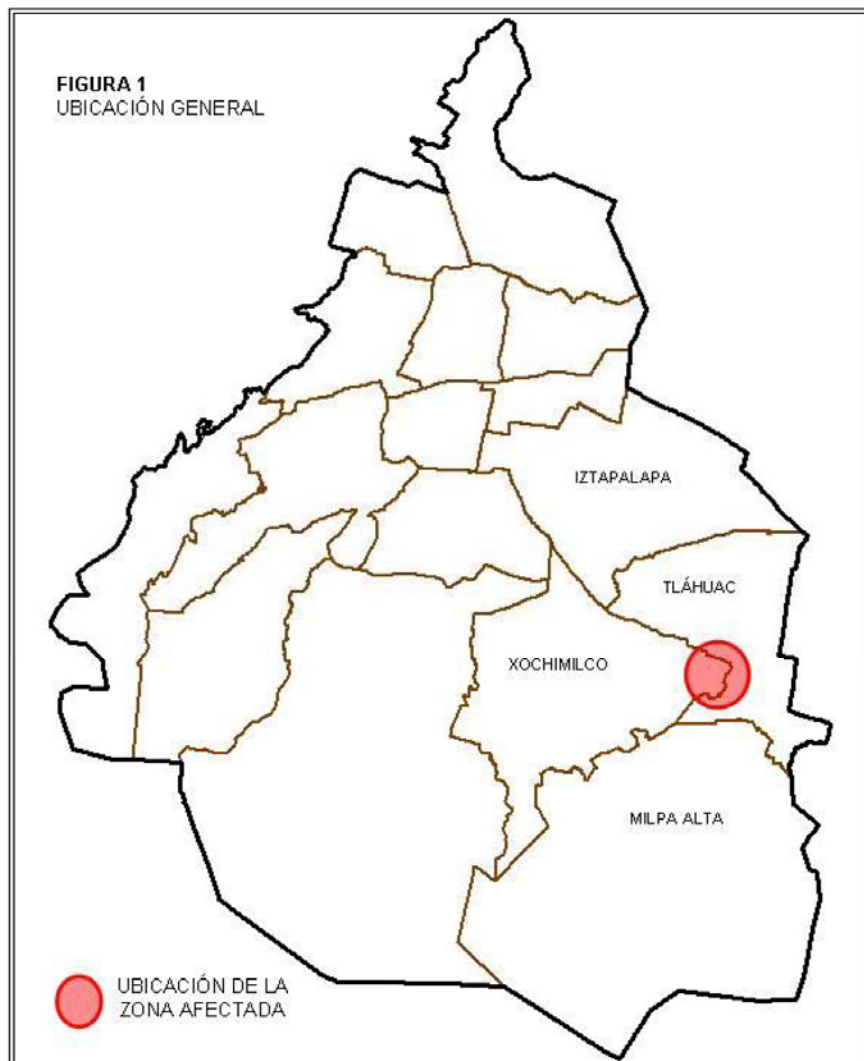 FIGURA 1
UBICACIÓN GENERAL
IZTAPALAPA
TLÁHUAC
XOCHIMILCO
MILPA ALTA
UBICACIÓN DE LA
ZONA AFECTADA